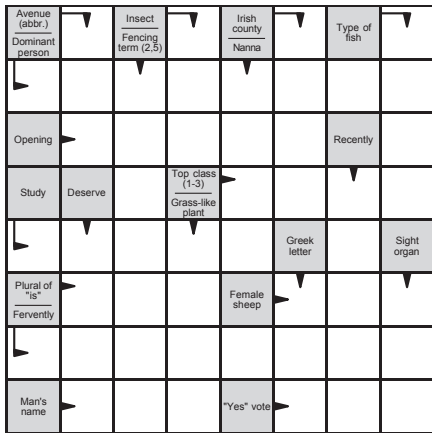 Avenue
(abbr.)
Dominant
person
Insect
Fencing
term (2,5)
Irish
county
Nanna
Type of
fish
Opening
Recently
Study
Deserve
Top class
(1-3)
Grass-like
plant
Greek
letter
Sight
organ
Plural of
"is"
Fervently
Female
sheep
Man's
name
"Yes" vote